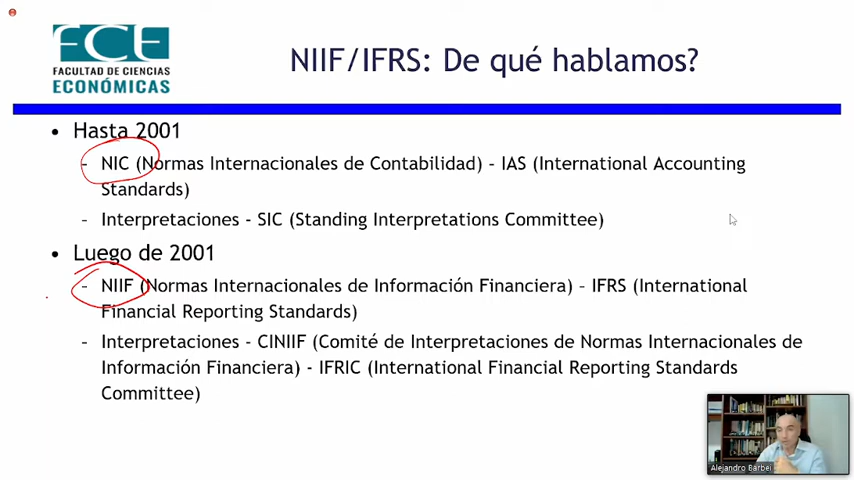 FCE
FACULTAD DE CIENCIAS
ECONÓMICAS
NIIF/IFRS: De qué hablamos?
• Hasta 2001
– NIC (Normas Internacionales de Contabilidad) – IAS (International Accounting
Standards)
– Interpretaciones - SIC (Standing Interpretations Committee)
• Luego de 2001
– NIIF (Normas Internacionales de Información Financiera) – IFRS (International
Financial Reporting Standards)
– Interpretaciones - CINIIF (Comité de Interpretaciones de Normas Internacionales de
Información Financiera) - IFRIC (International Financial Reporting Standards
Committee)
Alejandro Barbei